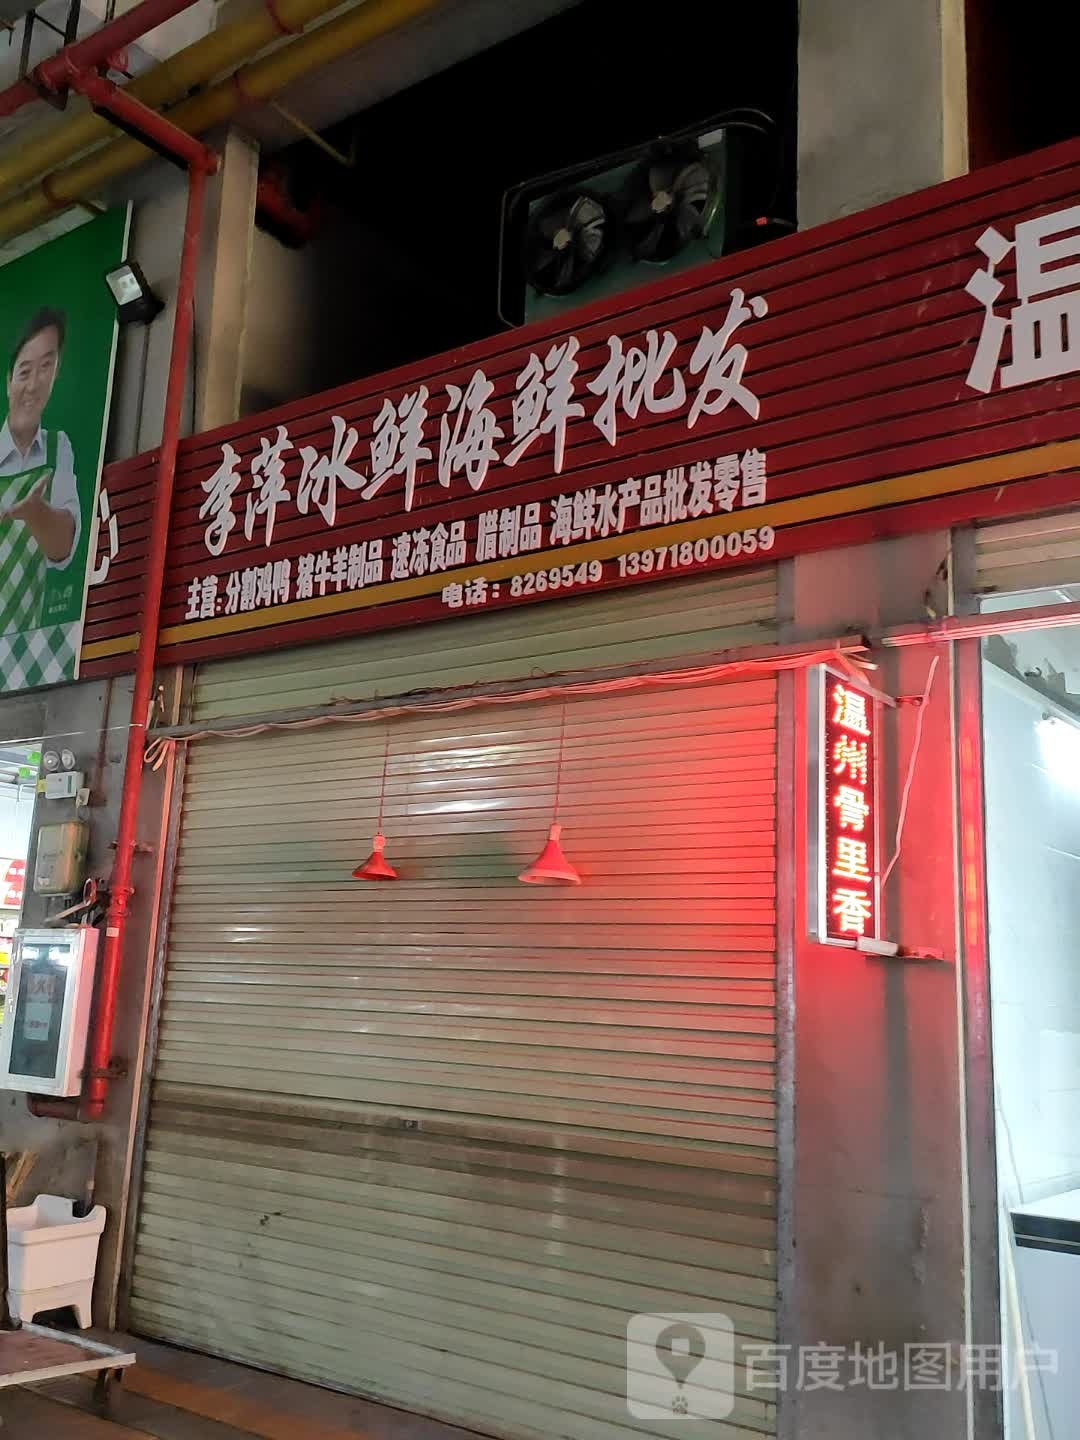 李萍冰鲜海鲜批发
主营:分割鸡鸭 猪牛羊制品 速冻食品 腊制品 海鲜水产品批发零售
电话:8269549 13971800059
温
心
温州骨里香
百度地图用户